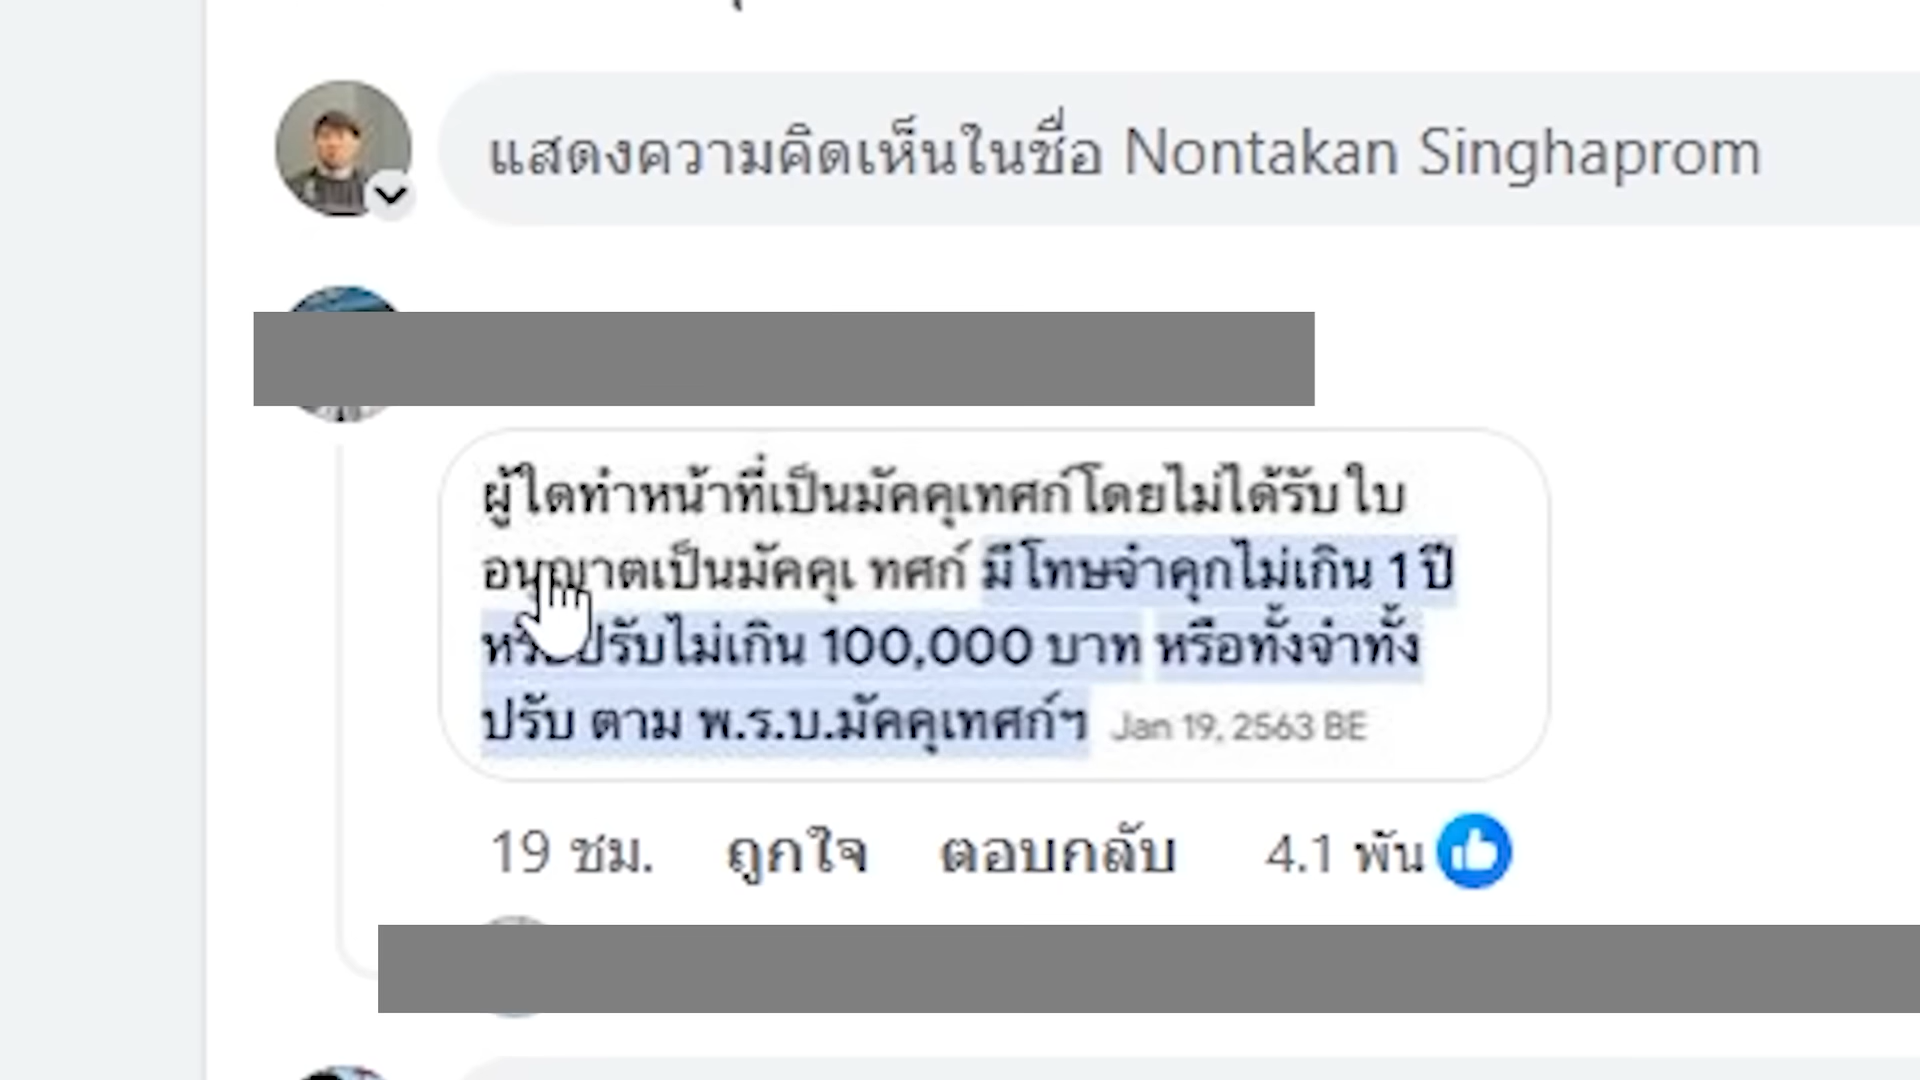 แสดงความคิดเห็นในชื่อ Nontakan Singhaprom
ผู้ใดทำหน้าที่เป็นมัคคุเทศก์โดยไม่ได้รับใบ
อนุญาตเป็นมัคคุเ ทศก์ มีโทษจำคุกไม่เกิน 1 ปี
หรือปรับไม่เกิน 100,000 บาท หรือทั้งจำทั้ง
ปรับ ตาม พ.ร.บ.มัคคุเทศก์ฯ Jan 19, 2563 BE
19 ชม. ถูกใจ ตอบกลับ 4.1 พัน